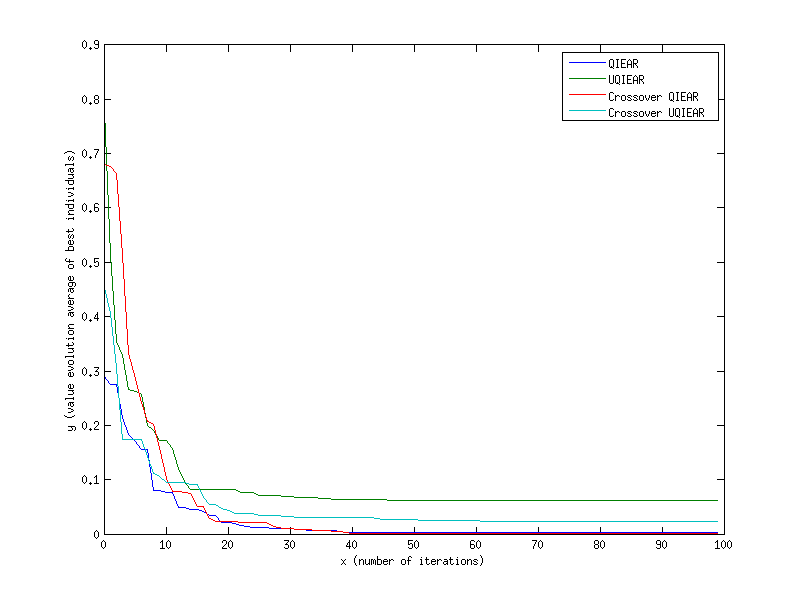 0.9
0.8
0.7
0.6
0.5
0.4
0.3
0.2
0.1
0
y (value evolution average of best individuals)
QIEAR
UQIEAR
Crossover QIEAR
Crossover UQIEAR
0 10 20 30 40 50 60 70 80 90 100
x (number of iterations)